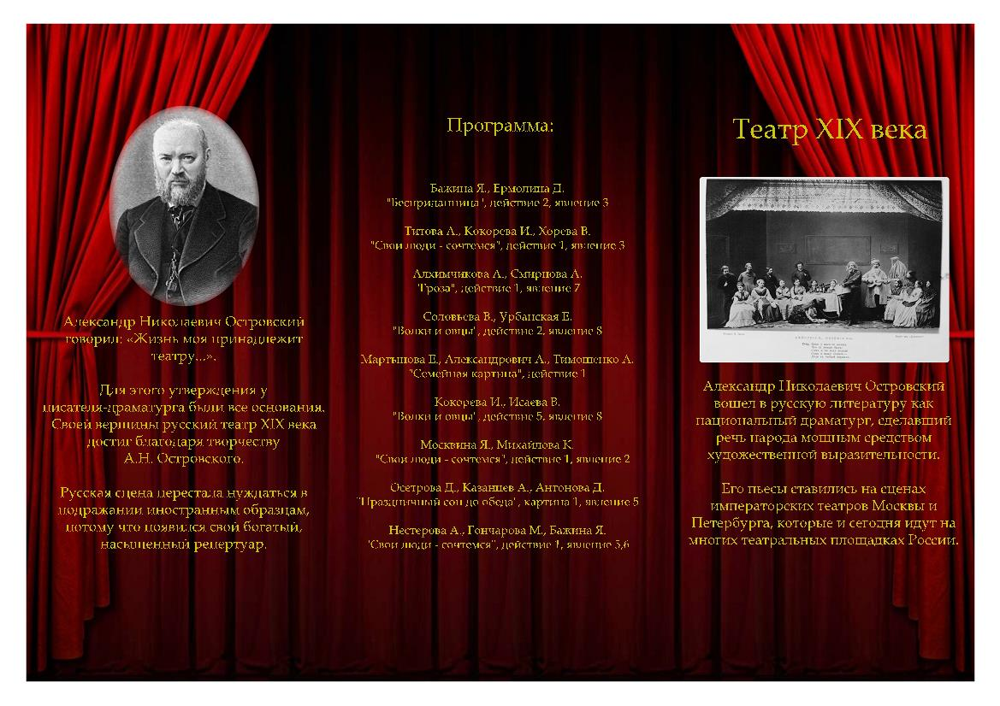 Александр Николаевич Островский
говорил: «Жизнь моя принадлежит
театру...».
Для этого утверждения у
писателя-драматурга были все основания.
Своей вершины русский театр XIX века
достиг благодаря творчеству
А.Н. Островского.
Русская сцена перестала нуждаться в
подражании иностранным образцам,
потому что появился свой богатый,
насыщенный репертуар.
Программа:
Бажина Я., Ермолина Д.
"Бесприданница", действие 2, явление 3
Титова А., Кокорева И., Хорева В.
"Свои люди - сочтемся", действие 1, явление 3
Алхимчикова А., Смирнова А.
"Гроза", действие 1, явление 7
Соловьева В., Урбанская Е.
"Волки и овцы", действие 2, явление 8
Мартынова Е., Александрович А., Тимошенко А.
"Семейная картина", действие 1
Кокорева И., Исаева В.
"Волки и овцы", действие 5, явление 8
Москвина Я., Михайлова К.
"Свои люди - сочтемся", действие 1, явление 2
Осетрова Д., Казанцев А., Антонова Д.
"Праздничный сон до обеда", картина 1, явление 5
Нестерова А., Гончарова М., Бажина Я.
"Свои люди - сочтемся", действие 1, явление 5,6
Театр XIX века
Александр Николаевич Островский
вошел в русскую литературу как
национальный драматург, сделавший
речь народа мощным средством
художественной выразительности.
Его пьесы ставились на сценах
императорских театров Москвы и
Петербурга, которые и сегодня идут на
многих театральных площадках России.